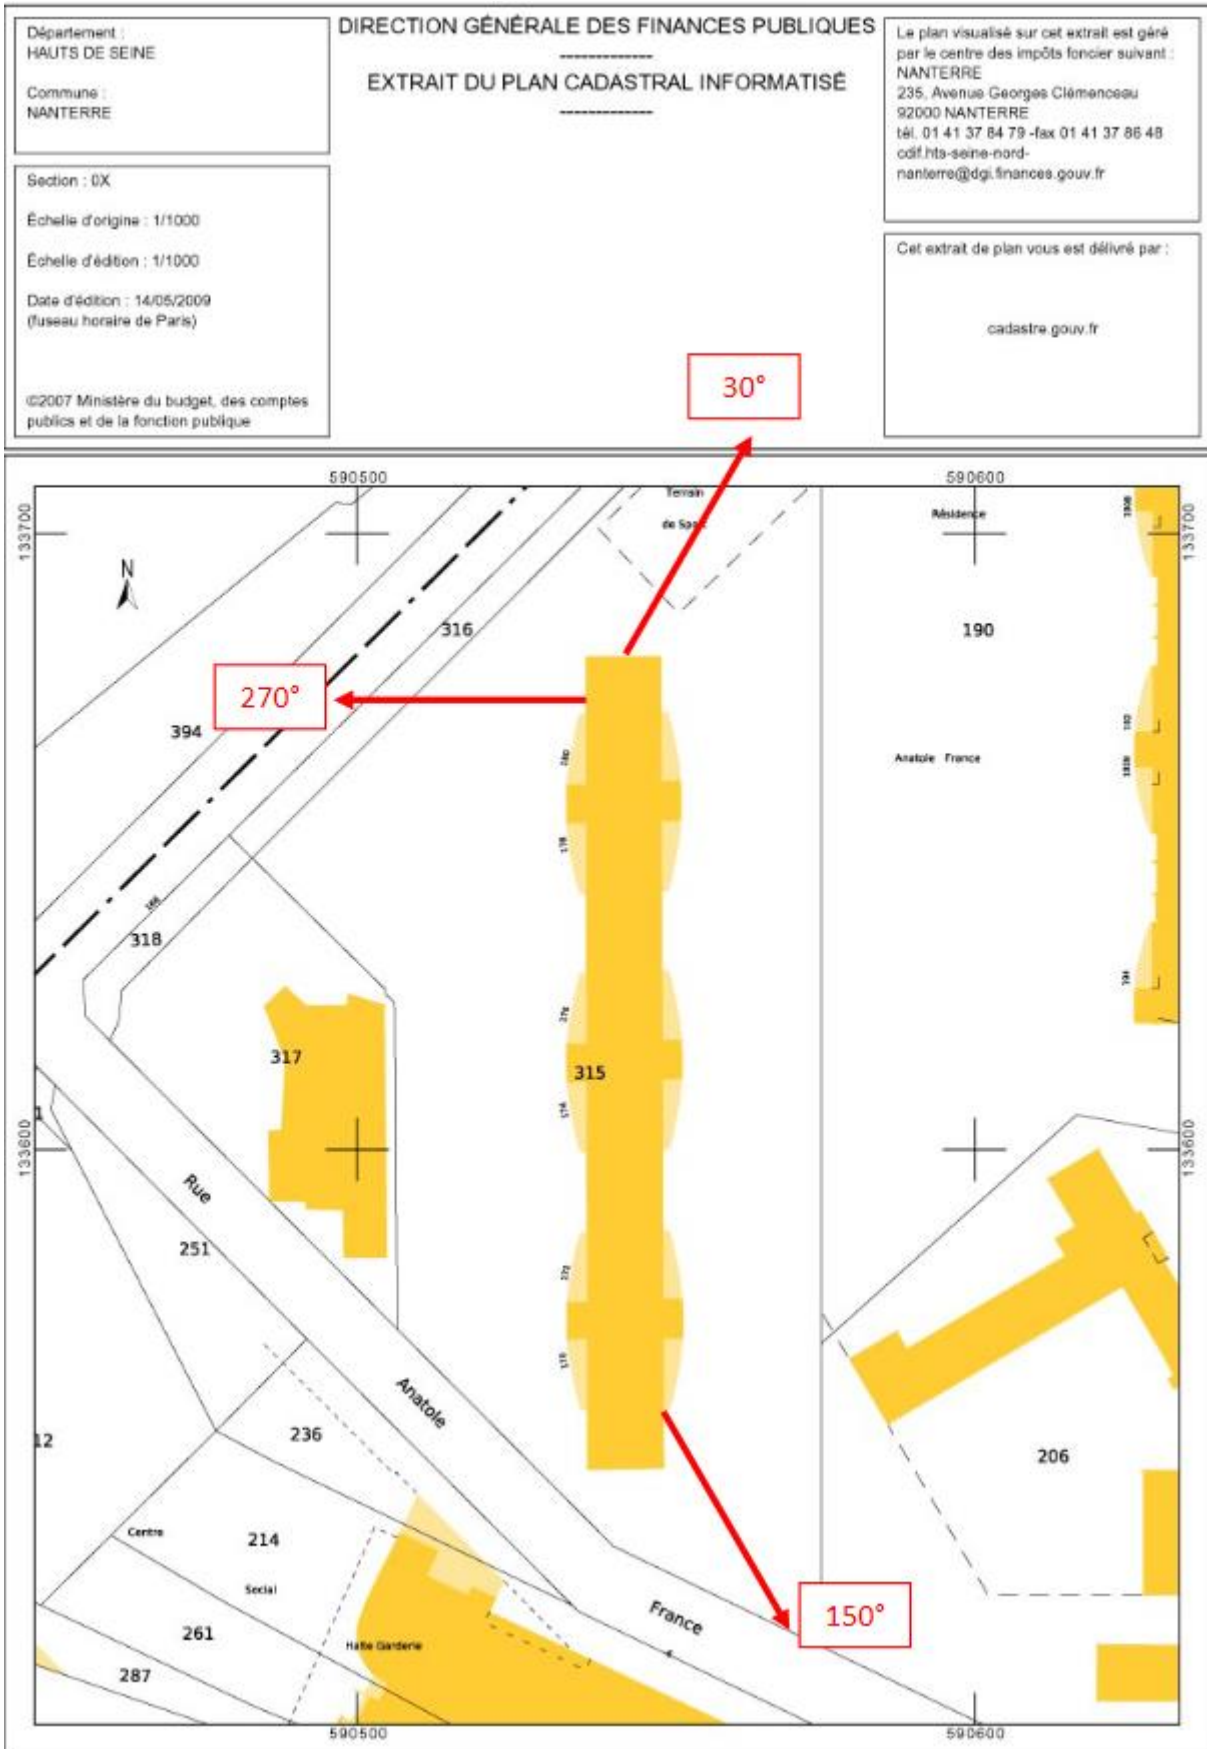 Département :
HAUTS DE SEINE
Commune :
NANTERRE
Section : 0X
Échelle d'origine : 1/1000
Échelle d'édition : 1/1000
Date d'édition : 14/05/2009
(fuseau horaire de Paris)
©2007 Ministère du budget, des comptes
publics et de la fonction publique
DIRECTION GÉNÉRALE DES FINANCES PUBLIQUES
-------------
EXTRAIT DU PLAN CADASTRAL INFORMATISÉ
-------------
Le plan visualisé sur cet extrait est géré
par le centre des impôts foncier suivant :
NANTERRE
235, Avenue Georges Clémenceau
92000 NANTERRE
tél. 01 41 37 84 79 -fax 01 41 37 86 48
cdif.hts-seine-nord-
nanterre@dgi.finances.gouv.fr
Cet extrait de plan vous est délivré par :
cadastre.gouv.fr
30°
590500
590600
133700
133700
N
Terrain
de
Résidence
316
190
270°
394
Anatole France
318
317
315
133600
133600
Rue
251
Anatole
236
12
206
Centre
214
Social
150°
France
261
Halte Garderie
287
590500
590600